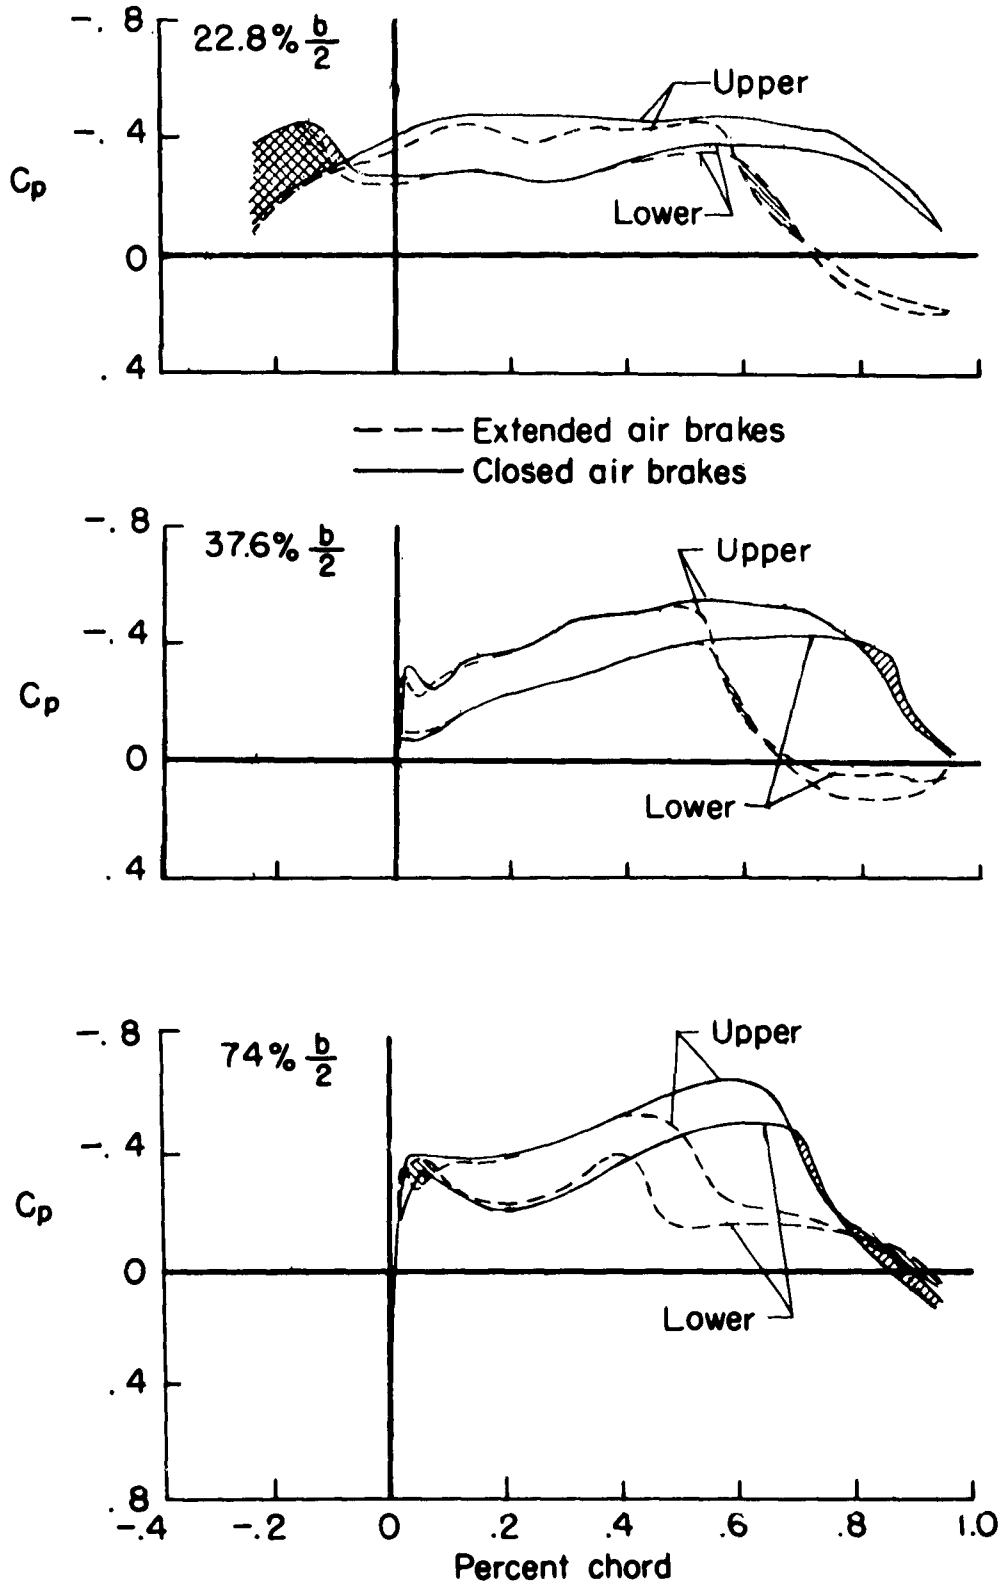 -.8
22.8% b/2
Upper
-.4
Cp
Lower
0
.4
Extended air brakes
Closed air brakes
-.8
37.6% b/2
Upper
-.4
Cp
0
Lower
.4
-.8
74% b/2
Upper
-.4
Cp
0
Lower
.4
.8
-.4 -.2 0 .2 .4 .6 .8 1.0
Percent chord